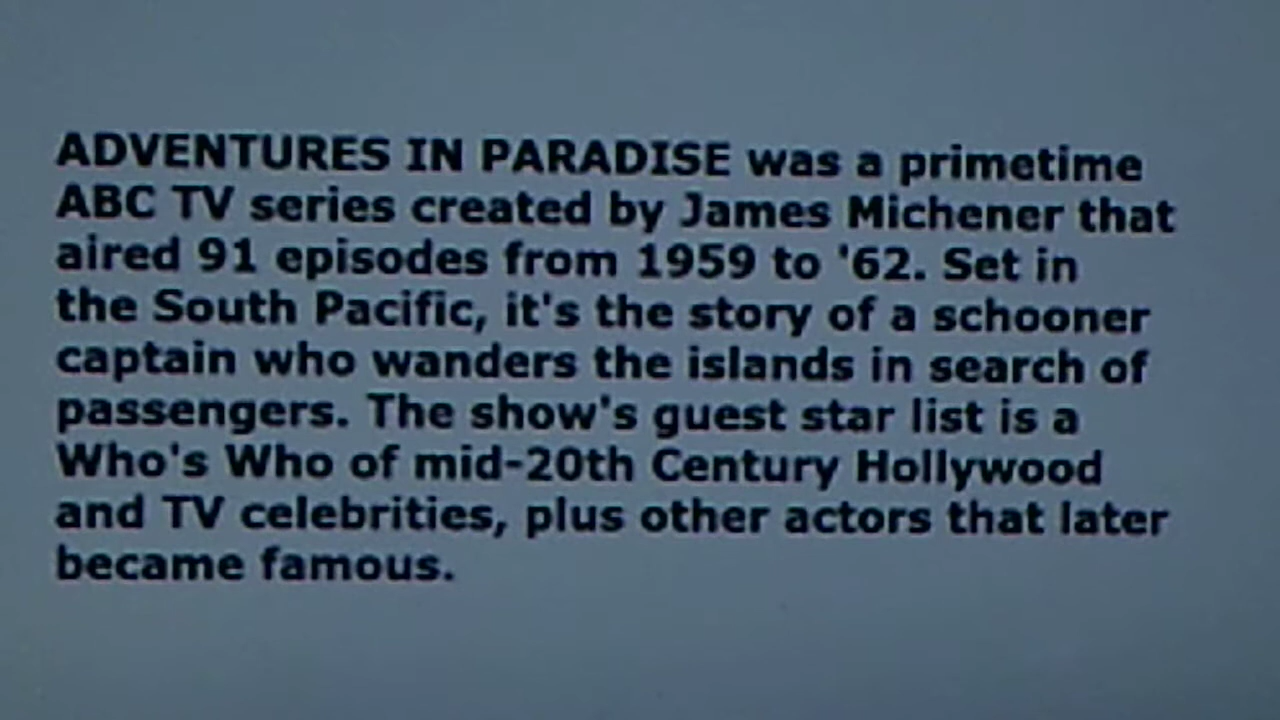 ADVENTURES IN PARADISE was a primetime
ABC TV series created by James Michener that
aired 91 episodes from 1959 to '62. Set in
the South Pacific, it's the story of a schooner
captain who wanders the islands in search of
passengers. The show's guest star list is a
Who's Who of mid-20th Century Hollywood
and TV celebrities, plus other actors that later
became famous.